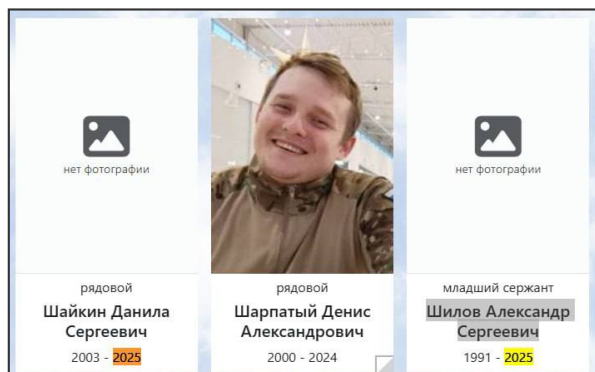 нет фотографии
рядовой
Шайкин Данила
Сергеевич
2003 - 2025
рядовой
Шарпатый Денис
Александрович
2000 - 2024
нет фотографии
младший сержант
Шилов Александр
Сергеевич
1991 - 2025